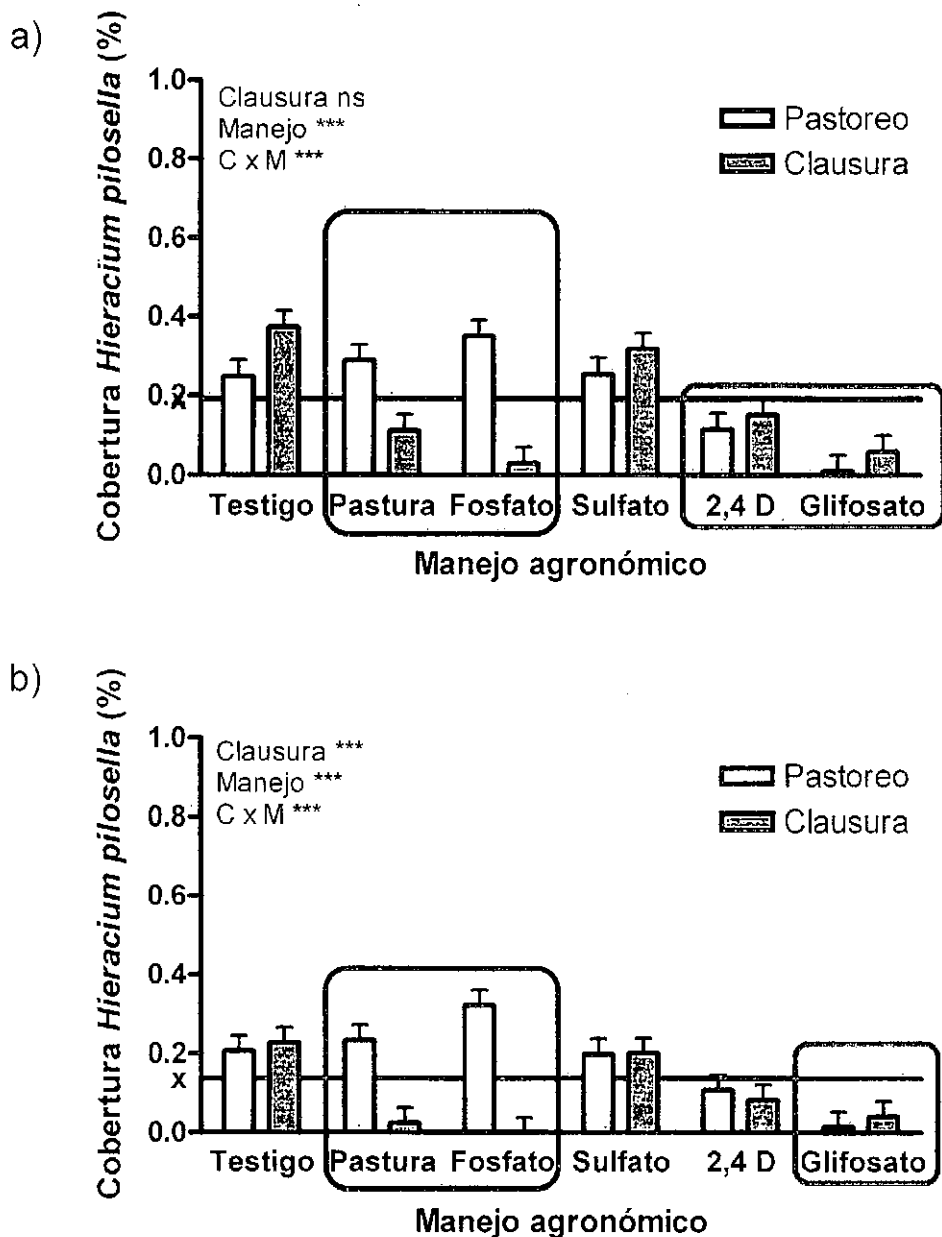 a)
Cobertura Hieracium pilosella (%)
1.0
0.8
0.6
0.4
0.2
x
0.0
Clausura ns
Manejo ***
C x M ***
Pastoreo
Clausura
Testigo Pastura Fosfato Sulfato 2,4 D Glifosato
Manejo agronómico
b)
Cobertura Hieracium pilosella (%)
1.0
0.8
0.6
0.4
0.2
x
0.0
Clausura ***
Manejo ***
C x M ***
Pastoreo
Clausura
Testigo Pastura Fosfato Sulfato 2,4 D Glifosato
Manejo agronómico